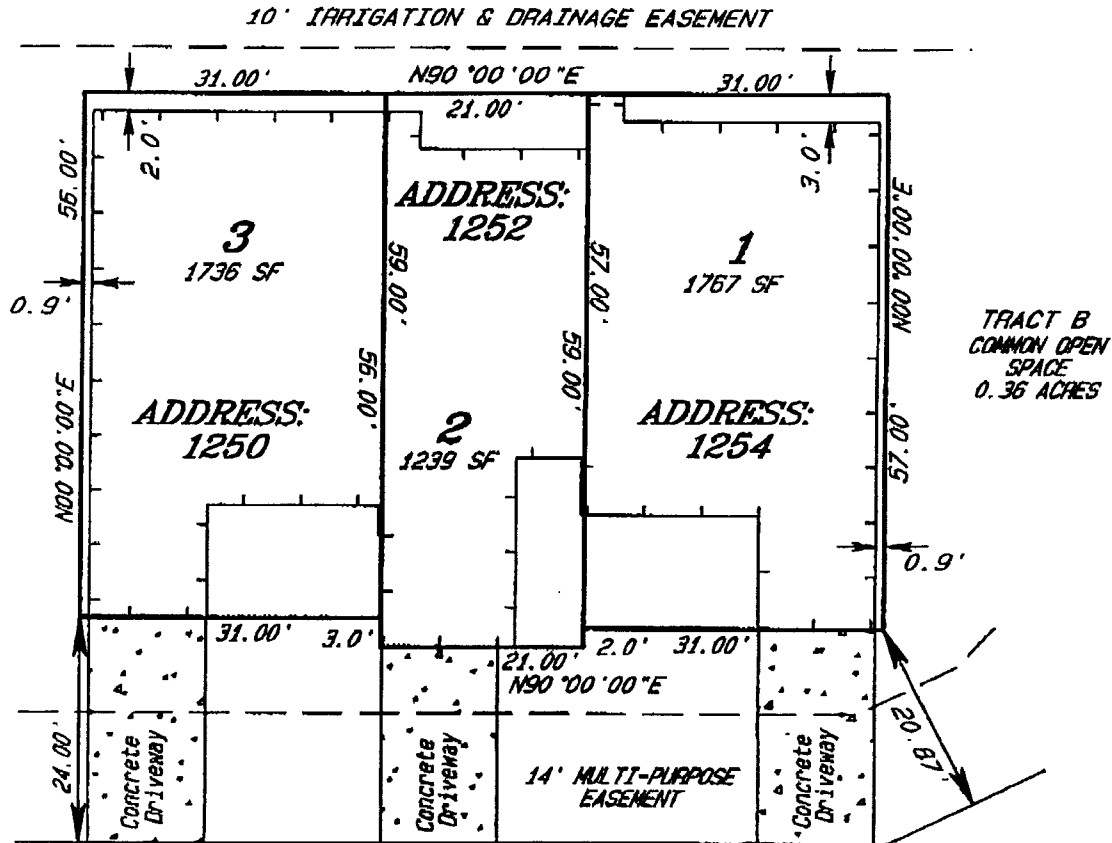 10' IRRIGATION & DRAINAGE EASEMENT
31.00'
N90°00'00"E
31.00'
21.00'
2.0'
3.0'
56.00'
ADDRESS:
1252
3
1736 SF
1
1767 SF
59.00'
57.00'
N00°00'00"E
0.9'
TRACT B
COMMON OPEN
SPACE
0.36 ACRES
56.00'
59.00'
N00°00'00"E
ADDRESS:
1250
2
1239 SF
ADDRESS:
1254
57.00'
0.9'
31.00'
3.0'
21.00'
2.0'
31.00'
N90°00'00"E
24.00'
20.87'
Concrete
Driveway
Concrete
Driveway
14' MULTI-PURPOSE
EASEMENT
Concrete
Driveway